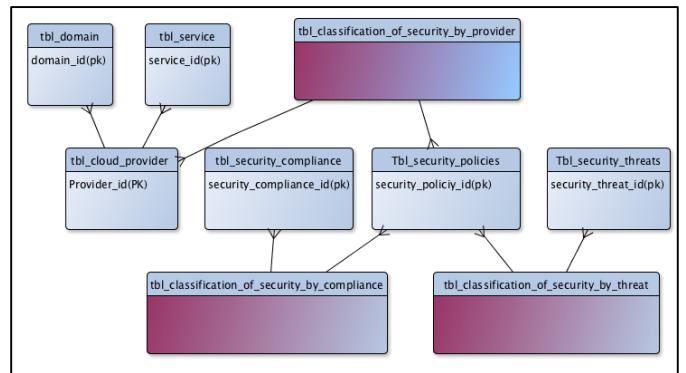 tbl_domain
domain_id(pk)
tbl_service
service_id(pk)
tbl_classification_of_security_by_provider
tbl_cloud_provider
Provider_id(PK)
tbl_security_compliance
security_compliance_id(pk)
Tbl_security_policies
security_policiy_id(pk)
Tbl_security_threats
security_threat_id(pk)
tbl_classification_of_security_by_compliance
tbl_classification_of_security_by_threat